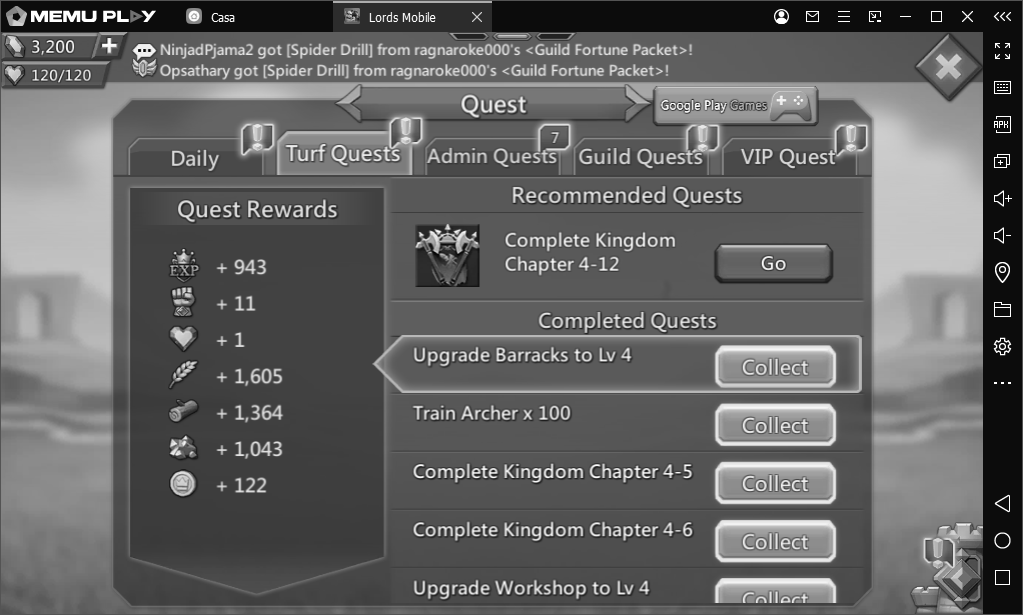 MEMU PLAY
Casa
Lords Mobile
3,200
120/120
NinjadPjama2 got [Spider Drill] from ragnaroke000's <Guild Fortune Packet>!
Opsathary got [Spider Drill] from ragnaroke000's <Guild Fortune Packet>!
Quest
Google Play Games
Daily
Turf Quests
Admin Quests
7
Guild Quests
VIP Quest
Quest Rewards
EXP + 943
+ 11
+ 1
+ 1,605
+ 1,364
+ 1,043
+ 122
Recommended Quests
Complete Kingdom
Chapter 4-12
Go
Completed Quests
Upgrade Barracks to Lv 4
Collect
Train Archer x 100
Collect
Complete Kingdom Chapter 4-5
Collect
Complete Kingdom Chapter 4-6
Collect
Upgrade Workshop to Lv 4
Collect
APK